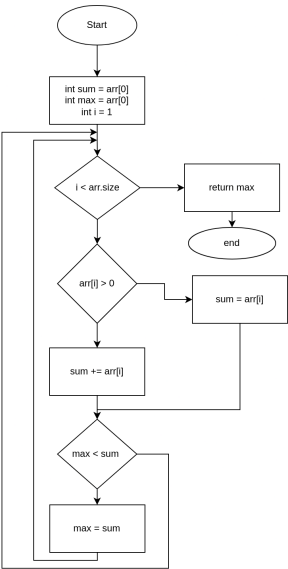 Start
int sum = arr[0]
int max = arr[0]
int i = 1
i < arr.size
return max
end
arr[i] > 0
sum = arr[i]
sum += arr[i]
max < sum
max = sum